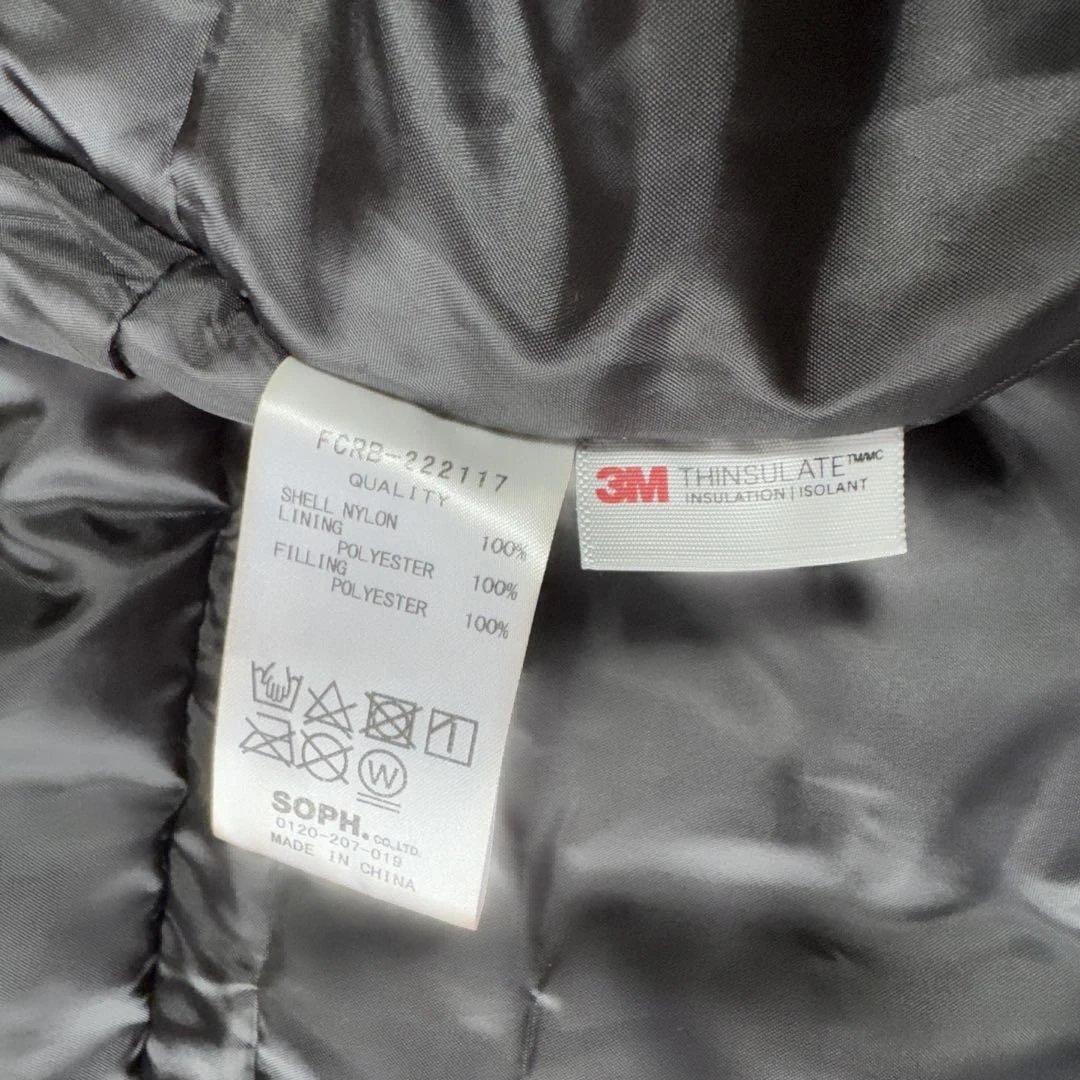 FCRB-222117
QUALITY
SHELL NYLON 100%
LINING
POLYESTER 100%
FILLING
POLYESTER 100%
W
SOPH. CO.,LTD.
0120-207-019
MADE IN CHINA
3M THINSULATE™/MC
INSULATION | ISOLANT